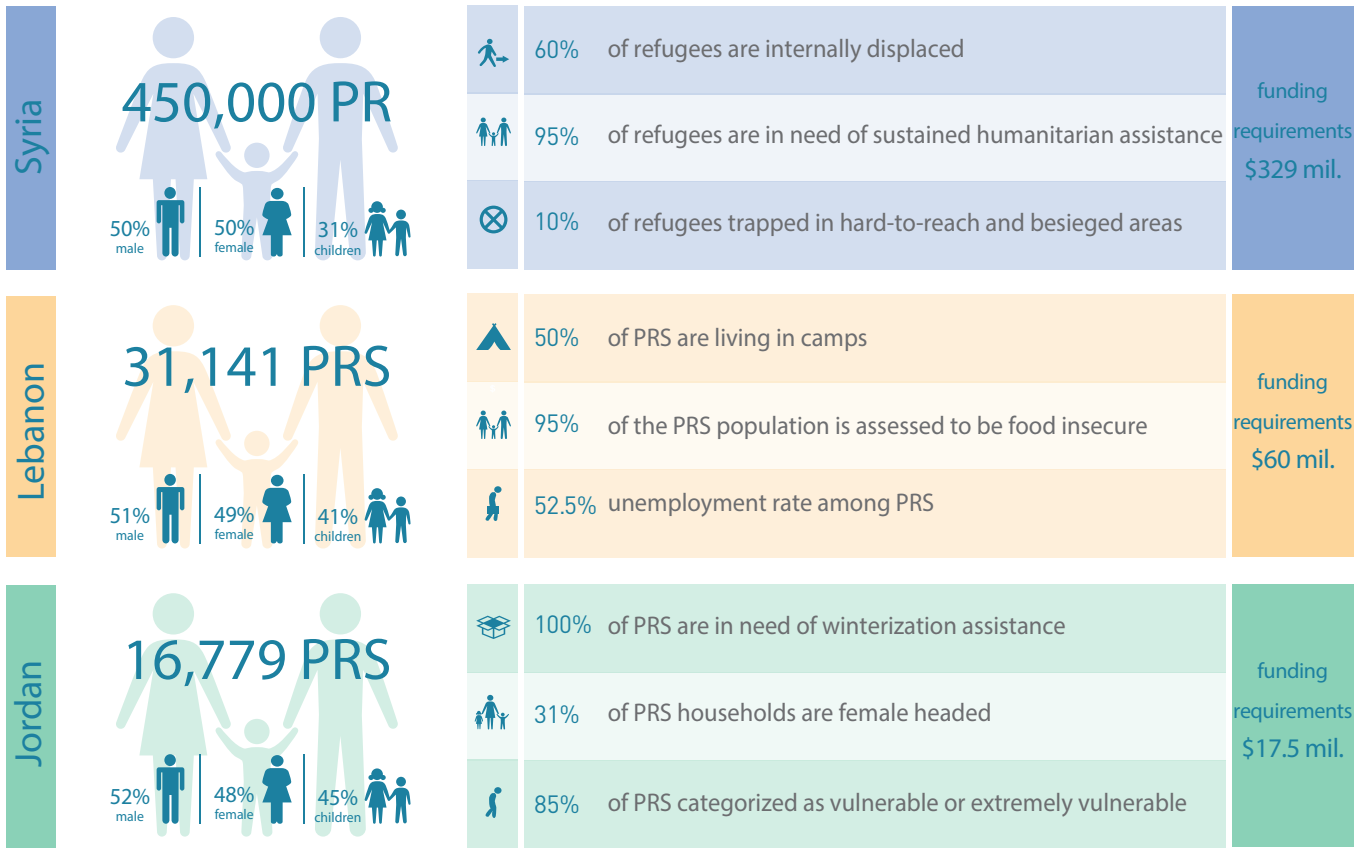 Syria
450,000 PR
50%
male
50%
female
31%
children
60% of refugees are internally displaced
95% of refugees are in need of sustained humanitarian assistance
10% of refugees trapped in hard-to-reach and besieged areas
funding
requirements
$329 mil.
Lebanon
31,141 PRS
51%
male
49%
female
41%
children
50% of PRS are living in camps
95% of the PRS population is assessed to be food insecure
52.5% unemployment rate among PRS
funding
requirements
$60 mil.
Jordan
16,779 PRS
52%
male
48%
female
45%
children
100% of PRS are in need of winterization assistance
31% of PRS households are female headed
85% of PRS categorized as vulnerable or extremely vulnerable
funding
requirements
$17.5 mil.